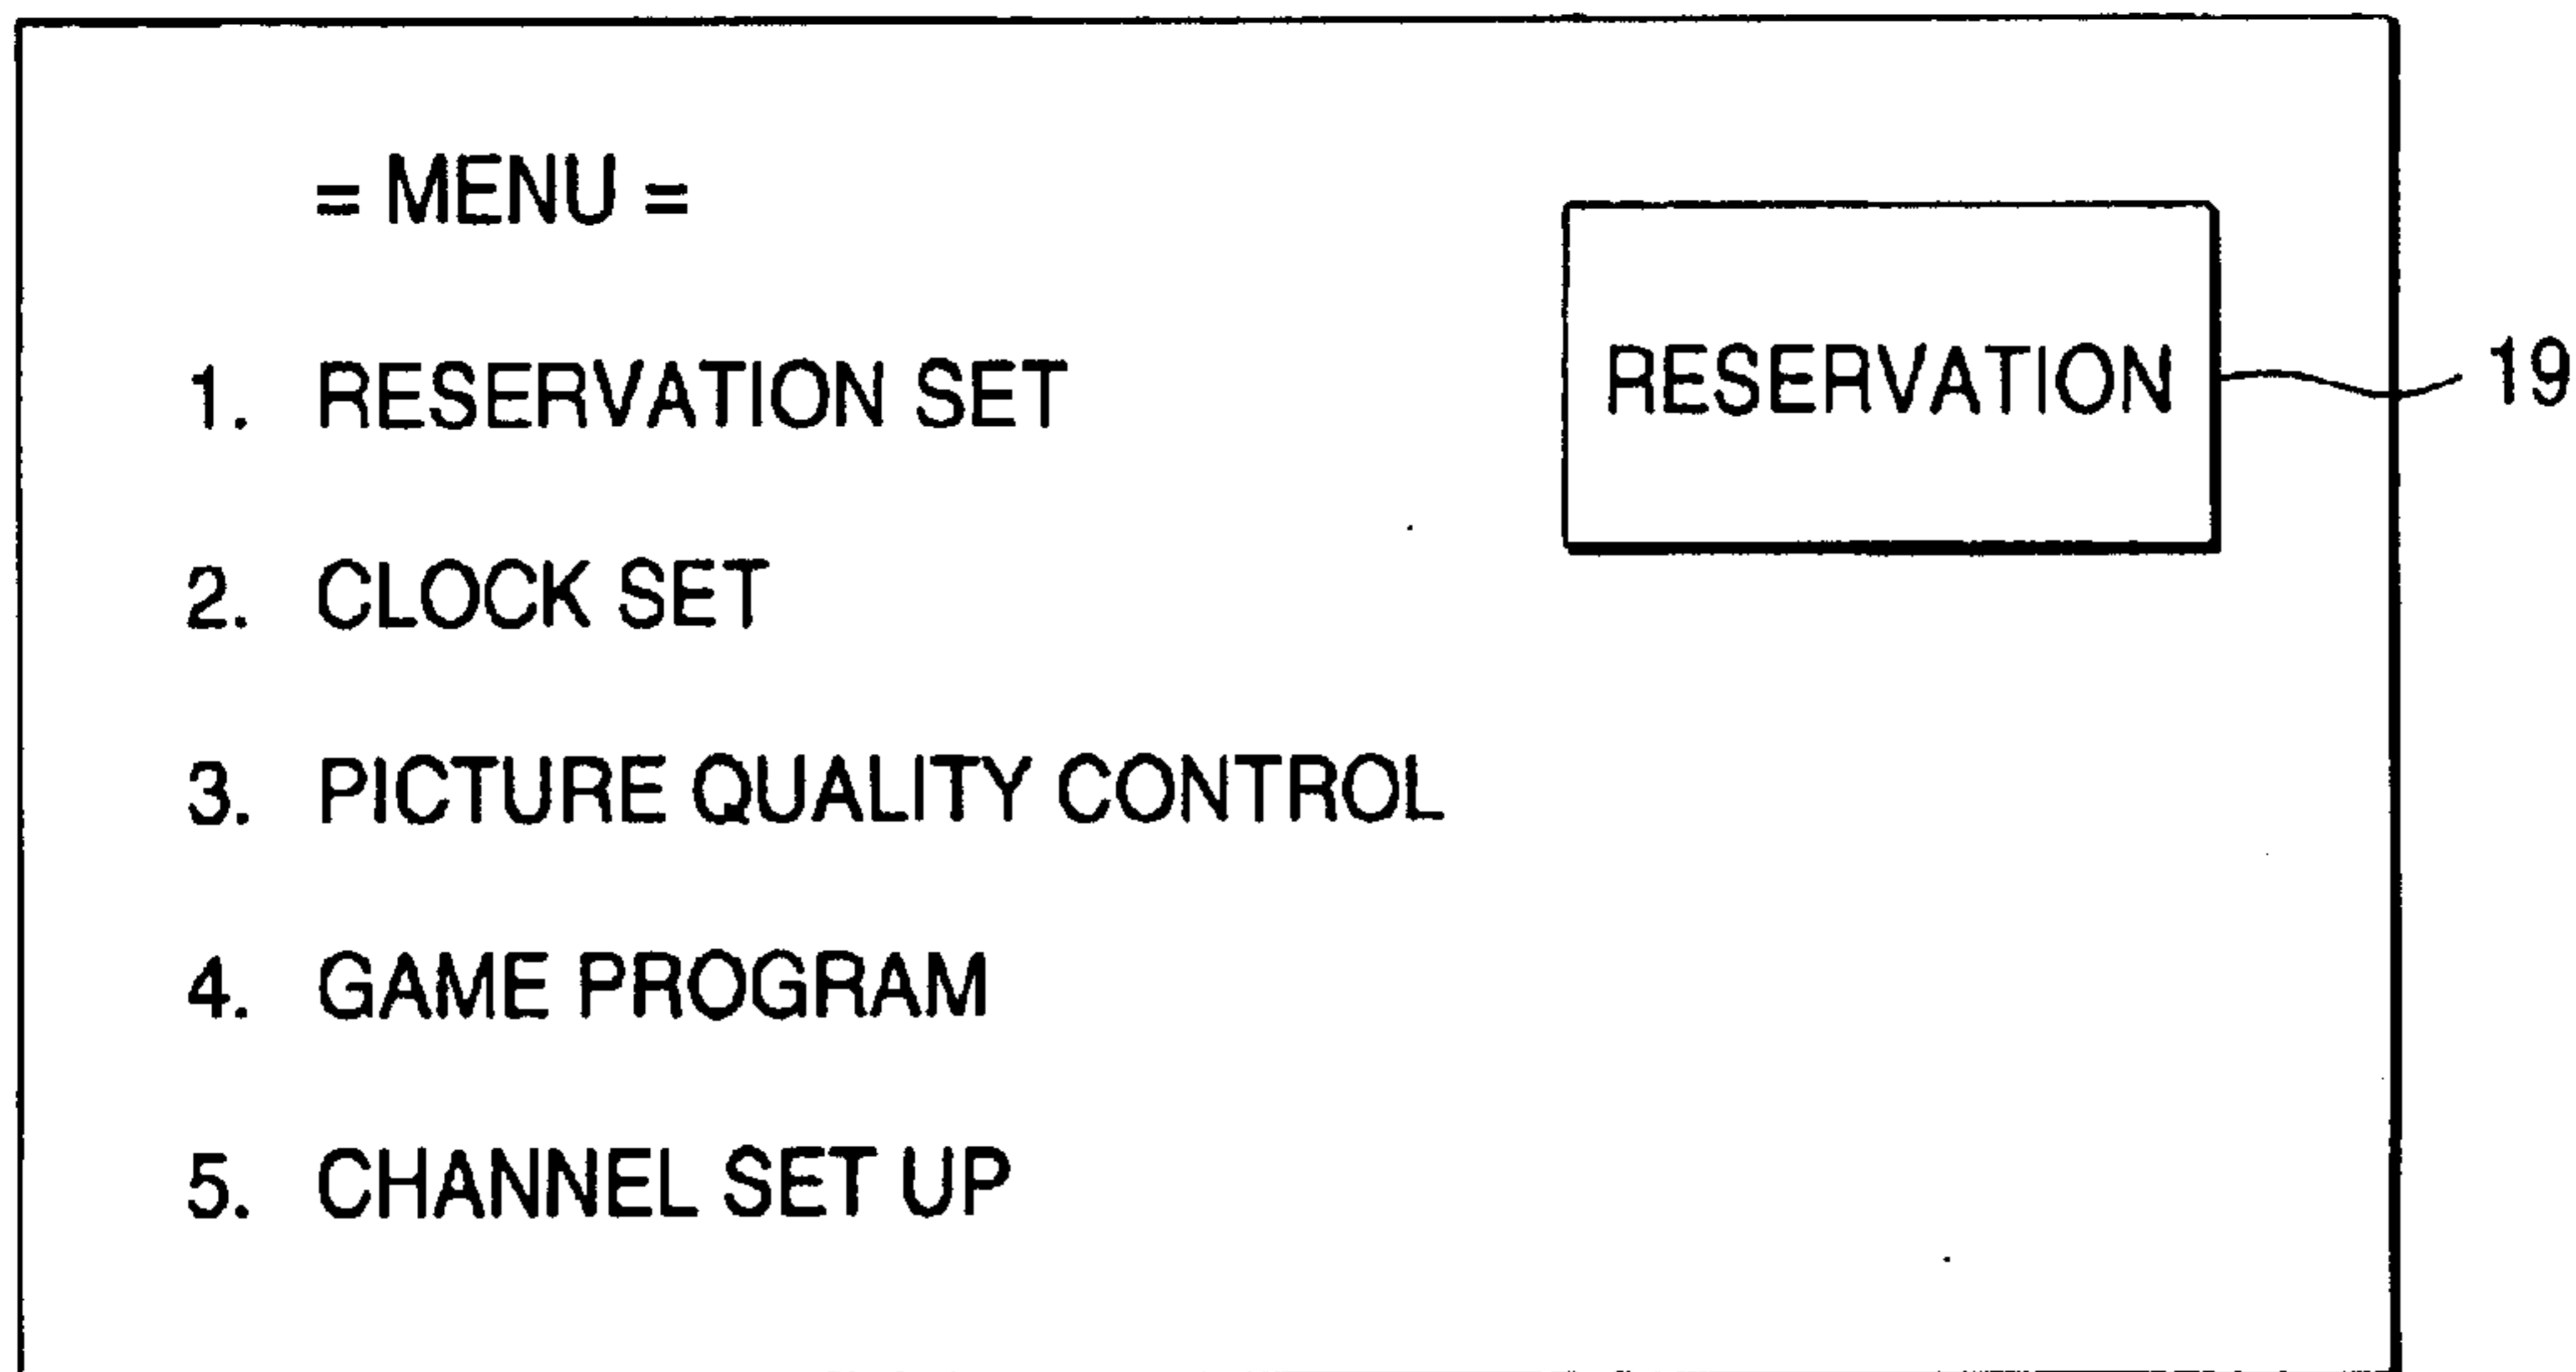 = MENU =
1. RESERVATION SET
2. CLOCK SET
3. PICTURE QUALITY CONTROL
4. GAME PROGRAM
5. CHANNEL SET UP
RESERVATION
19